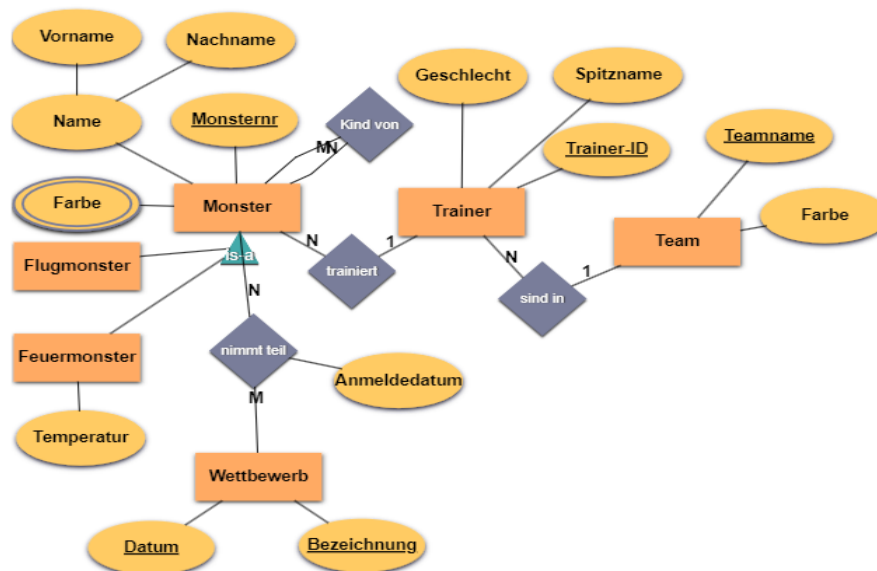 Vorname
Nachname
Geschlecht
Spitzname
Name
Monsternr
Kind von
M
N
Teamname
Trainer-ID
Farbe
Monster
Trainer
Farbe
N
1
Team
Flugmonster
is-a
trainiert
N
1
sind in
N
Feuermonster
nimmt teil
Anmeldedatum
M
Temperatur
Wettbewerb
Datum
Bezeichnung